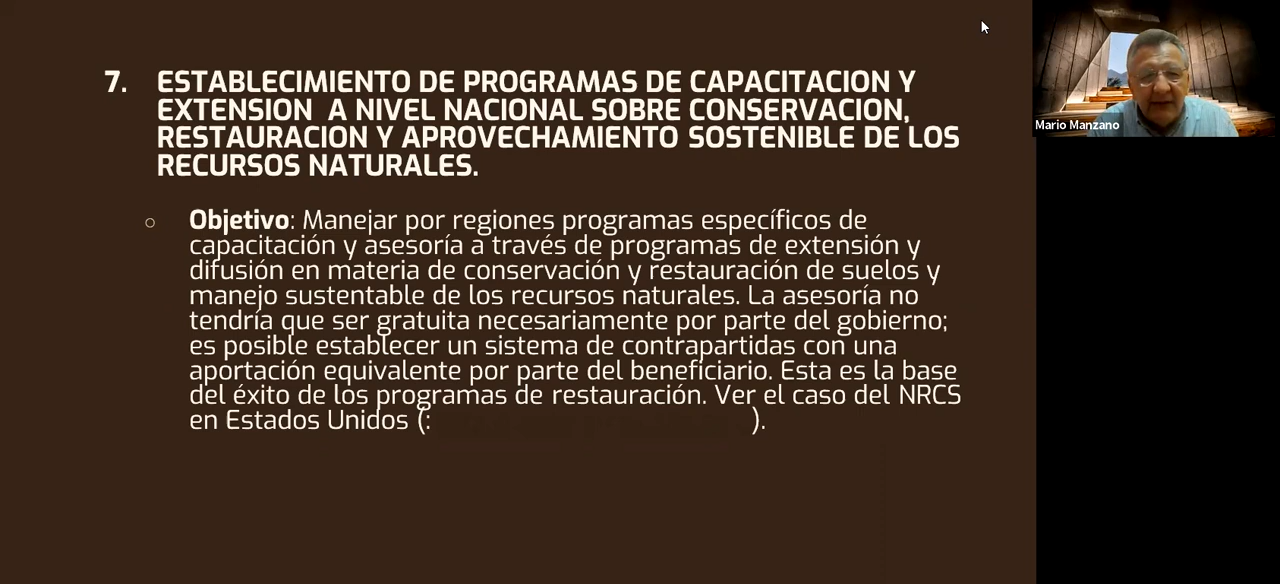 7. ESTABLECIMIENTO DE PROGRAMAS DE CAPACITACION Y
EXTENSION A NIVEL NACIONAL SOBRE CONSERVACION,
RESTAURACION Y APROVECHAMIENTO SOSTENIBLE DE LOS
RECURSOS NATURALES.
○ Objetivo: Manejar por regiones programas específicos de
capacitación y asesoría a través de programas de extensión y
difusión en materia de conservación y restauración de suelos y
manejo sustentable de los recursos naturales. La asesoría no
tendría que ser gratuita necesariamente por parte del gobierno;
es posible establecer un sistema de contrapartidas con una
aportación equivalente por parte del beneficiario. Esta es la base
del éxito de los programas de restauración. Ver el caso del NRCS
en Estados Unidos (: ).
Mario Manzano